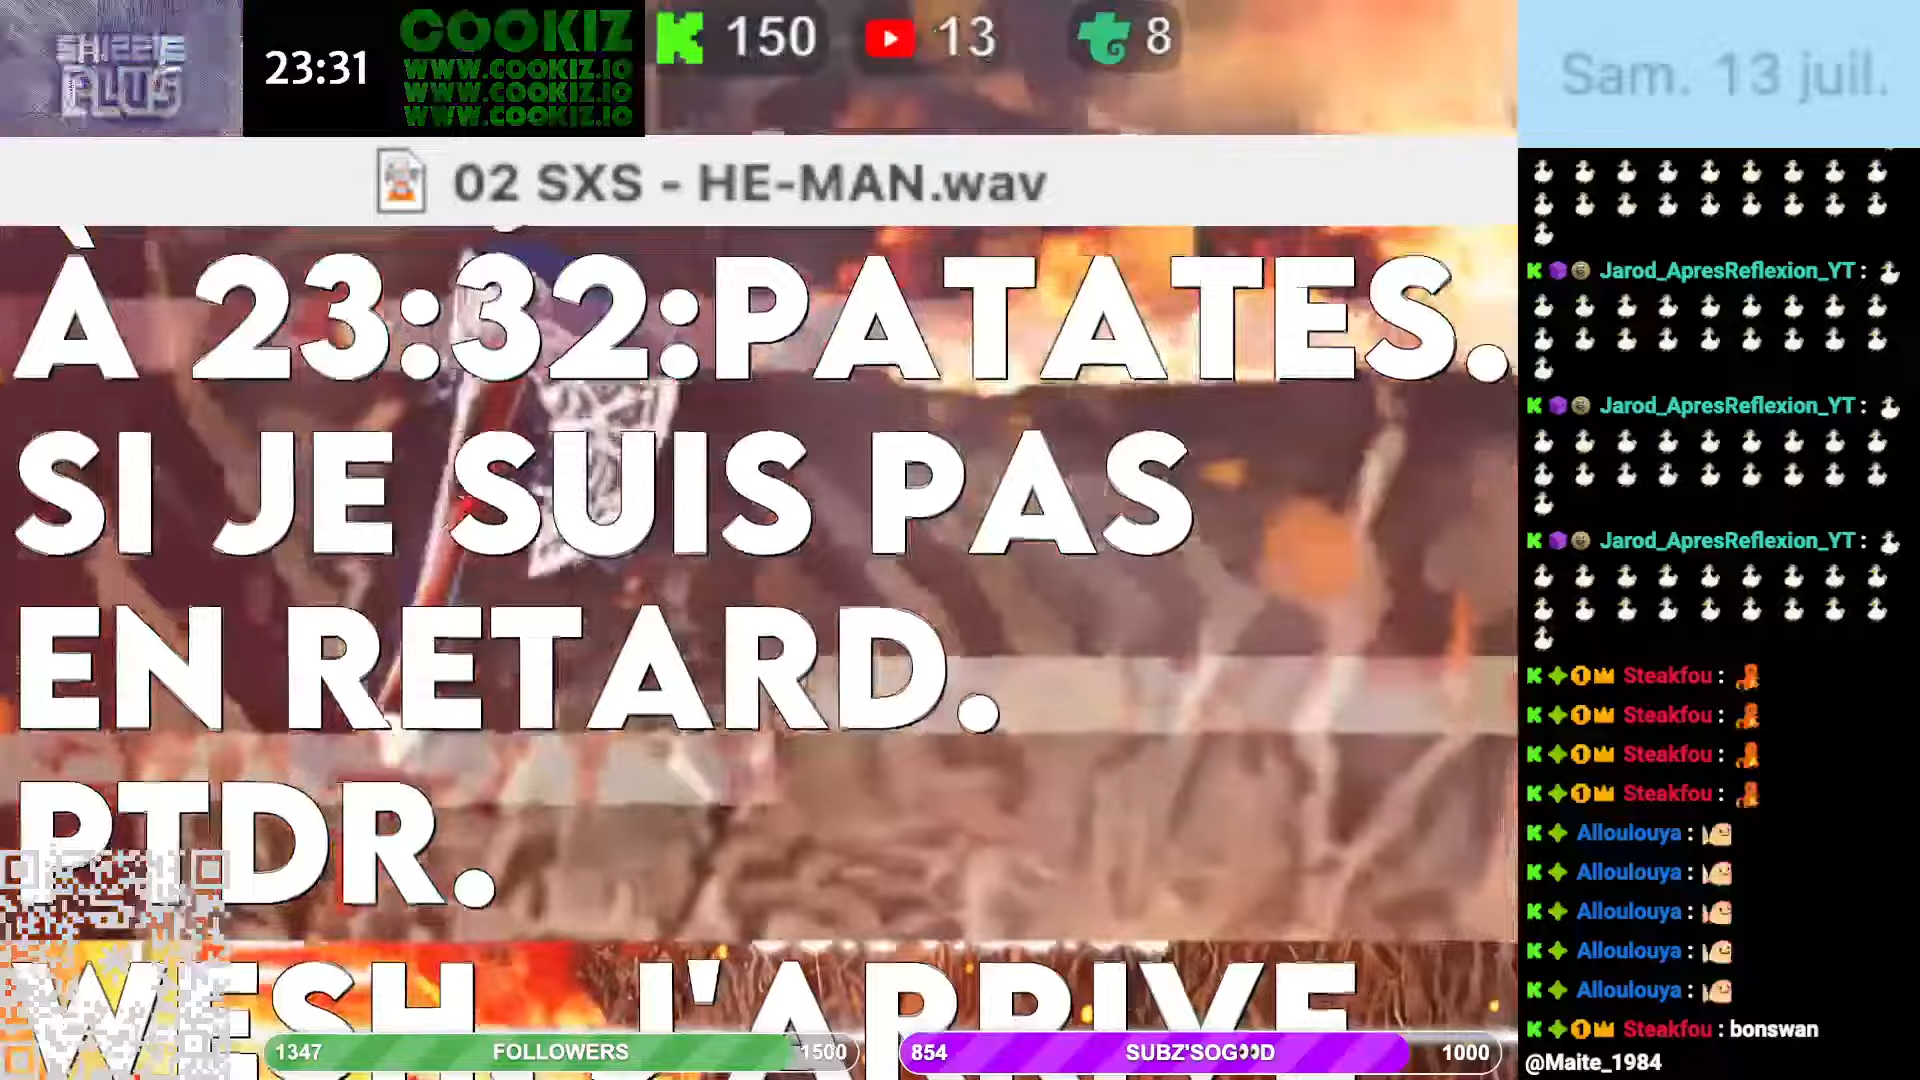 SHIZZLE
PLUS
23:31
COOKIZ
WWW.COOKIZ.IO
WWW.COOKIZ.IO
WWW.COOKIZ.IO
150
13
8
Sam. 13 juil.
02 SXS - HE-MAN.wav
À 23:32:PATATES.
SI JE SUIS PAS
EN RETARD.
PTDR.
WESH J'ARRIVE
1347 FOLLOWERS 1500
854 SUBZ'SOG👀D 1000
Jarod_ApresReflexion_YT :
Jarod_ApresReflexion_YT :
Jarod_ApresReflexion_YT :
Steakfou :
Steakfou :
Steakfou :
Steakfou :
Alloulouya :
Alloulouya :
Alloulouya :
Alloulouya :
Alloulouya :
Steakfou : bonswan
@Maite_1984